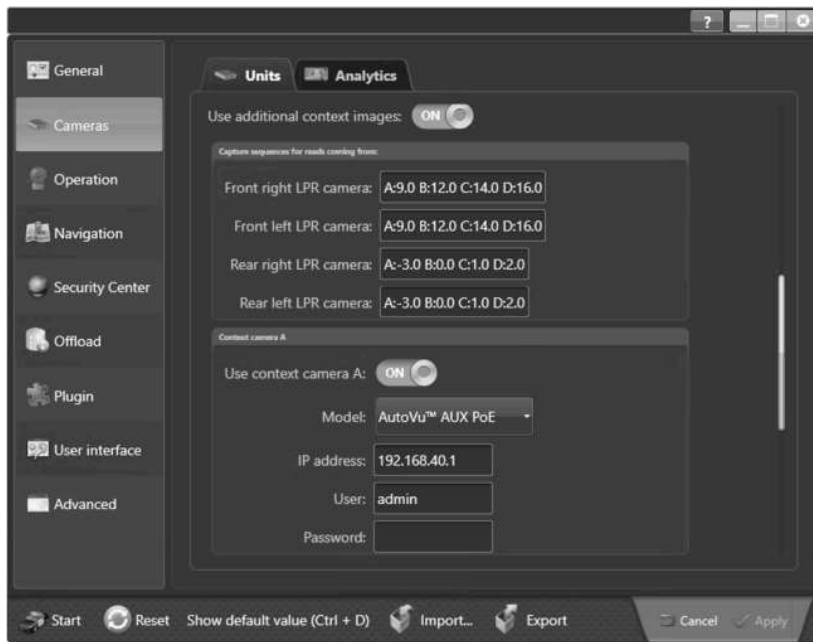 ?
General
Cameras
Operation
Navigation
Security Center
Offload
Plugin
User interface
Advanced
Units Analytics
Use additional context images: ON
Capture sequences for reads coming from:
Front right LPR camera: A:9.0 B:12.0 C:14.0 D:16.0
Front left LPR camera: A:9.0 B:12.0 C:14.0 D:16.0
Rear right LPR camera: A:-3.0 B:0.0 C:1.0 D:2.0
Rear left LPR camera: A:-3.0 B:0.0 C:1.0 D:2.0
Context camera A
Use context camera A: ON
Model: AutoVu™ AUX PoE
IP address: 192.168.40.1
User: admin
Password:
Start Reset Show default value (Ctrl + D) Import... Export Cancel Apply